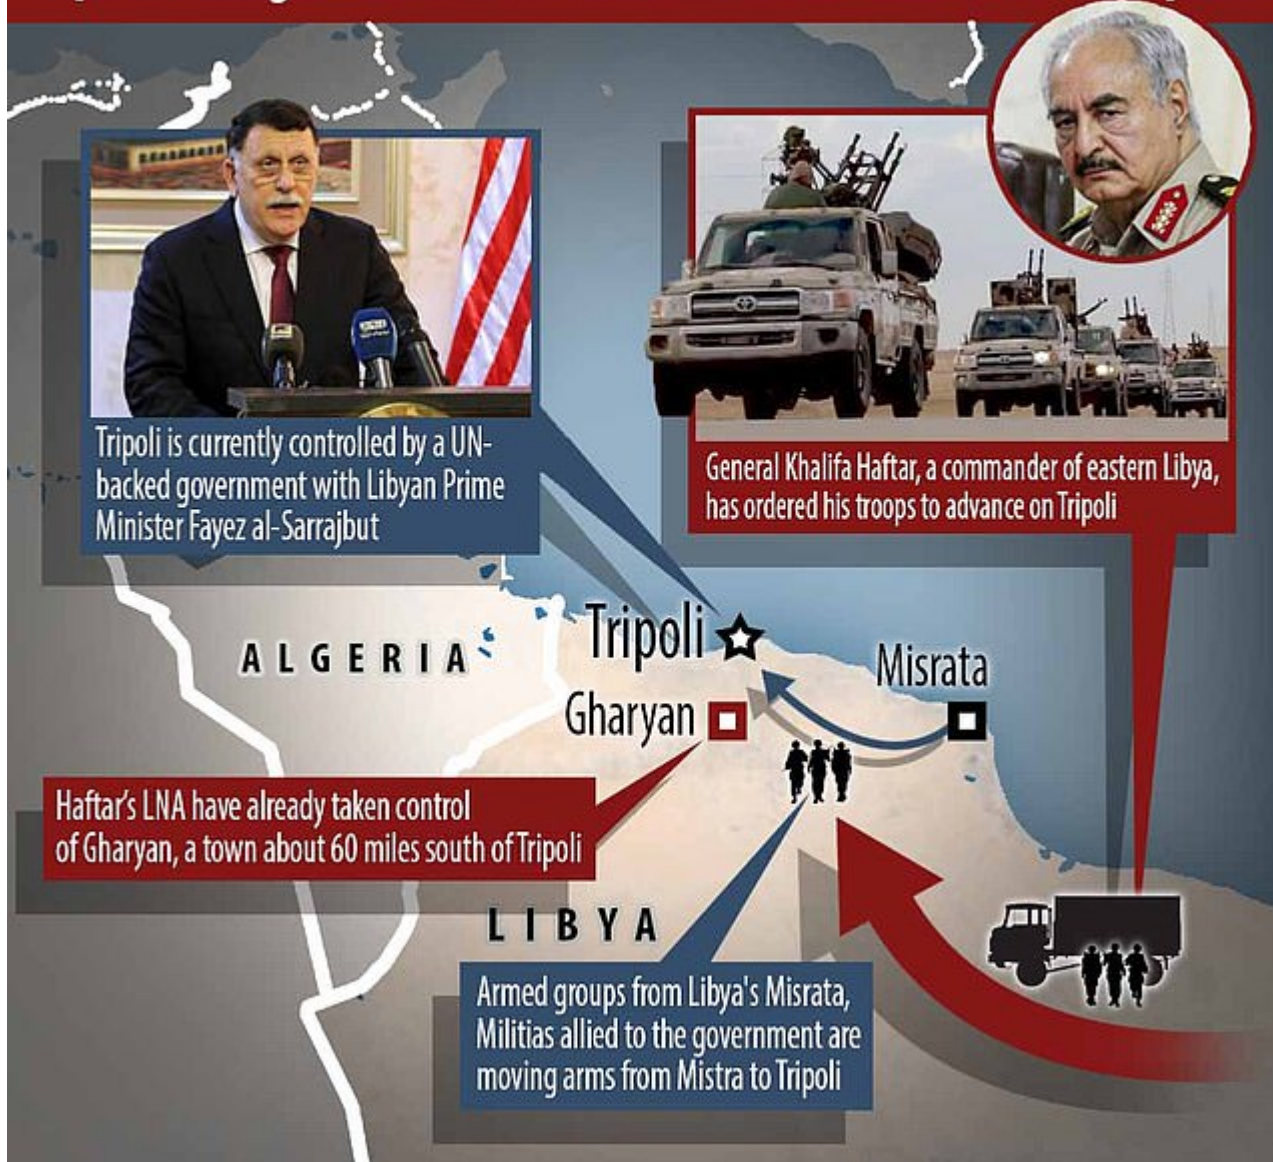 Tripoli is currently controlled by a UN-
backed government with Libyan Prime
Minister Fayez al-Sarrajbut
General Khalifa Haftar, a commander of eastern Libya,
has ordered his troops to advance on Tripoli
ALGERIA
Tripoli
Misrata
Gharyan
Haftar's LNA have already taken control
of Gharyan, a town about 60 miles south of Tripoli
LIBYA
Armed groups from Libya's Misrata,
Militias allied to the government are
moving arms from Mistra to Tripoli